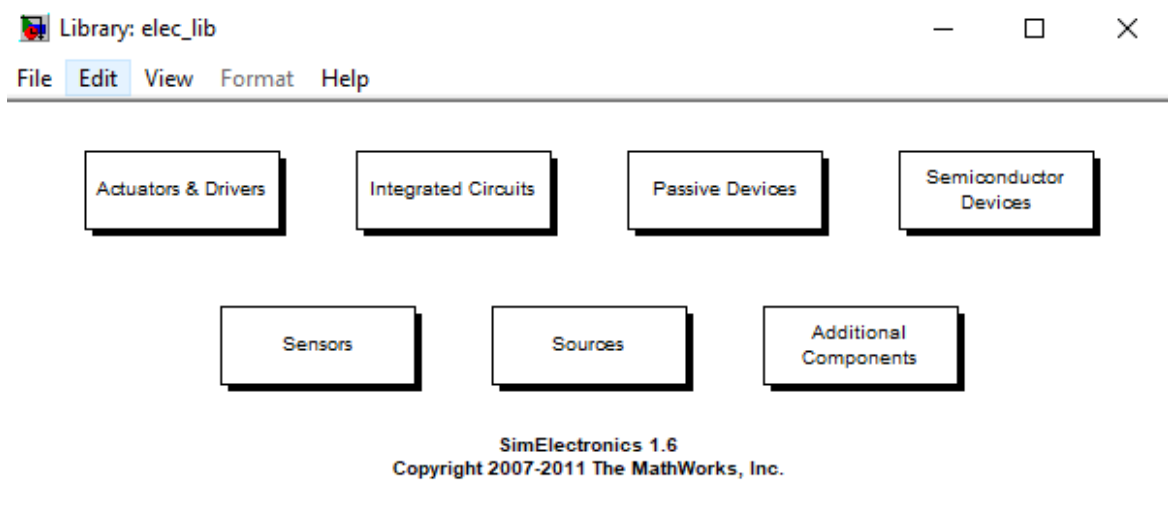 Library: elec_lib
File Edit View Format Help
Actuators & Drivers
Integrated Circuits
Passive Devices
Semiconductor
Devices
Sensors
Sources
Additional
Components
SimElectronics 1.6
Copyright 2007-2011 The MathWorks, Inc.